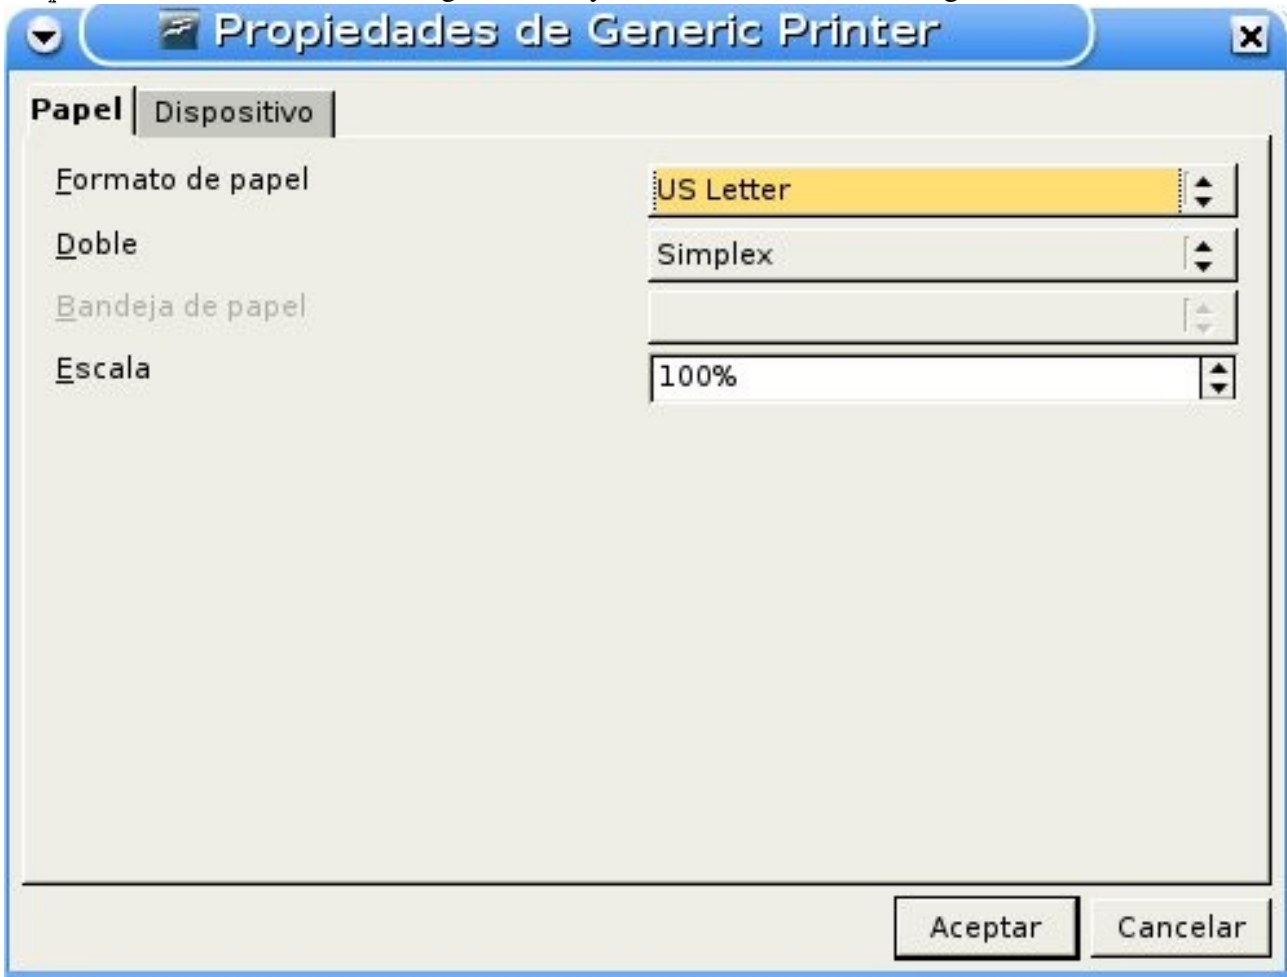 Propiedades de Generic Printer
Papel Dispositivo
Formato de papel US Letter
Doble Simplex
Bandeja de papel
Escala 100%
Aceptar Cancelar